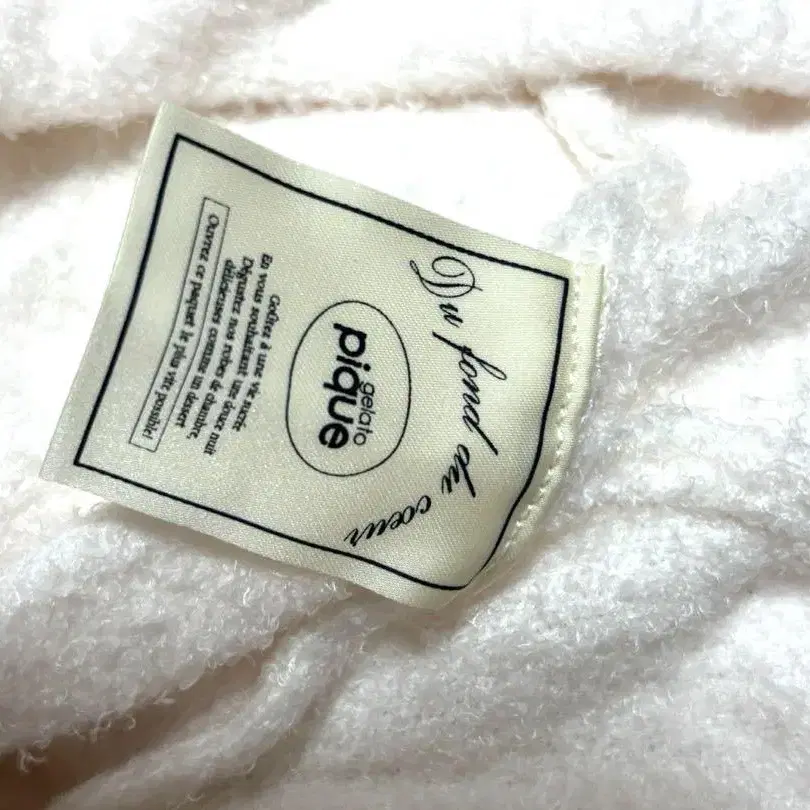 Du fond du cœur
gelato
pique
Goûtez à une vie sucrée
En vous souhaitant une douce nuit
Dégustez nos robes de chambre,
délicieuses comme un dessert
Ouvrez ce paquet le plus vite possible!